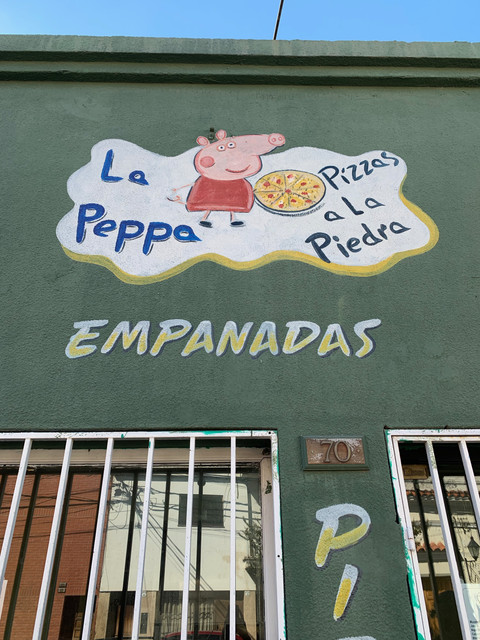 La
Peppa
Pizzas
a La
Piedra
EMPANADAS
70
PI